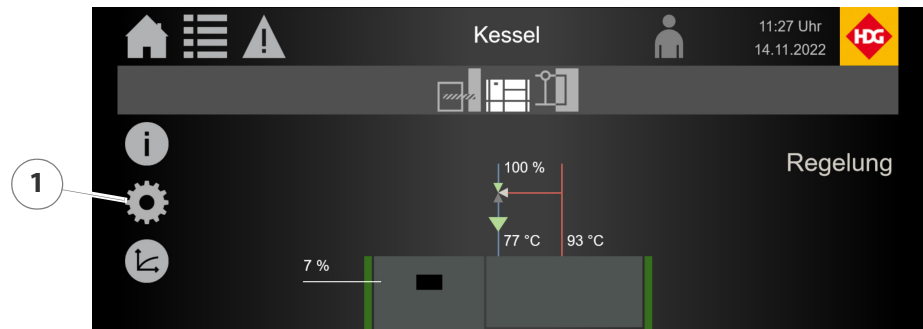 Kessel
11:27 Uhr
14.11.2022
HDG
i
Regelung
1
100 %
77 °C
93 °C
7 %